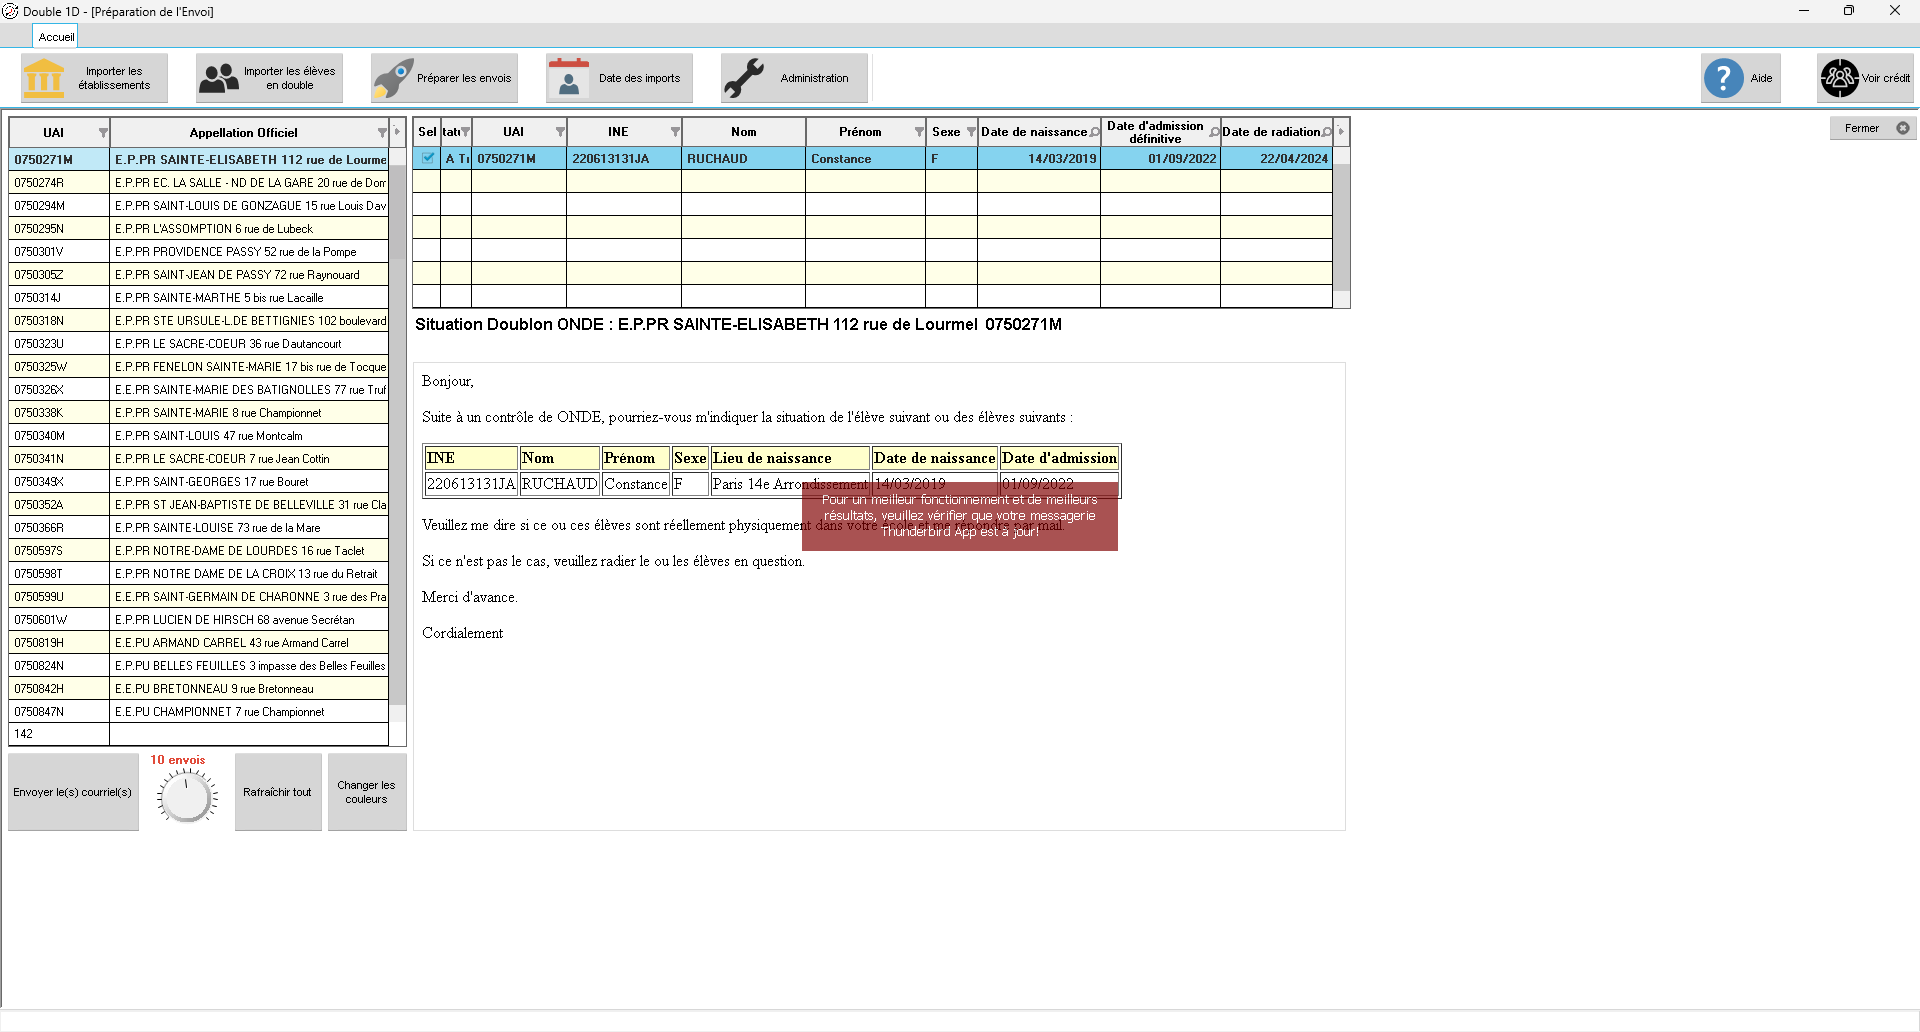 Double 1D - [Préparation de l'Envoi]
Accueil
Importer les établissements
Importer les élèves en double
Préparer les envois
Date des imports
Administration
Aide
Voir crédit
Fermer
UAI Appellation Officiel
0750271M E.P.PR SAINTE-ELISABETH 112 rue de Lourme
0750274R E.P.PR EC. LA SALLE - ND DE LA GARE 20 rue de Dom
0750294M E.P.PR SAINT-LOUIS DE GONZAGUE 15 rue Louis Dav
0750295N E.P.PR L'ASSOMPTION 6 rue de Lubeck
0750301V E.P.PR PROVIDENCE PASSY 52 rue de la Pompe
0750305Z E.P.PR SAINT-JEAN DE PASSY 72 rue Raynouard
0750314J E.P.PR SAINTE-MARTHE 5 bis rue Lacaille
0750318N E.P.PR STE URSULE-L.DE BETTIGNIES 102 boulevard
0750323U E.P.PR LE SACRE-COEUR 36 rue Dautancourt
0750325W E.P.PR FENELON SAINTE-MARIE 17 bis rue de Tocque
0750326X E.E.PR SAINTE-MARIE DES BATIGNOLLES 77 rue Truf
0750338K E.P.PR SAINTE-MARIE 8 rue Championnet
0750340M E.P.PR SAINT-LOUIS 47 rue Montcalm
0750341N E.P.PR LE SACRE-COEUR 7 rue Jean Cottin
0750349X E.P.PR SAINT-GEORGES 17 rue Bouret
0750352A E.P.PR ST JEAN-BAPTISTE DE BELLEVILLE 31 rue Cla
0750366R E.P.PR SAINTE-LOUISE 73 rue de la Mare
0750597S E.P.PR NOTRE-DAME DE LOURDES 16 rue Taclet
0750598T E.P.PR NOTRE DAME DE LA CROIX 13 rue du Retrait
0750599U E.E.PR SAINT-GERMAIN DE CHARONNE 3 rue des Pra
0750601W E.P.PR LUCIEN DE HIRSCH 68 avenue Secrétan
0750819H E.E.PU ARMAND CARREL 43 rue Armand Carrel
0750824N E.P.PU BELLES FEUILLES 3 impasse des Belles Feuilles
0750842H E.E.PU BRETONNEAU 9 rue Bretonneau
0750847N E.E.PU CHAMPIONNET 7 rue Championnet
142
Envoyer le(s) courriel(s)
10 envois
Rafraîchir tout
Changer les couleurs
Sel tatu UAI INE Nom Prénom Sexe Date de naissance Date d'admission définitive Date de radiation
A Tr 0750271M 220613131JA RUCHAUD Constance F 14/03/2019 01/09/2022 22/04/2024
Situation Doublon ONDE : E.P.PR SAINTE-ELISABETH 112 rue de Lourmel 0750271M
Bonjour,
Suite à un contrôle de ONDE, pourriez-vous m'indiquer la situation de l'élève suivant ou des élèves suivants :
INE Nom Prénom Sexe Lieu de naissance Date de naissance Date d'admission
220613131JA RUCHAUD Constance F Paris 14e Arrondissement 14/03/2019 01/09/2022
Veuillez me dire si ce ou ces élèves sont réellement physiquement dans votre école et me répondre par mail.
Si ce n'est pas le cas, veuillez radier le ou les élèves en question.
Merci d'avance.
Cordialement
Pour un meilleur fonctionnement et de meilleurs
résultats, veuillez vérifier que votre messagerie
Thunderbird App est à jour!